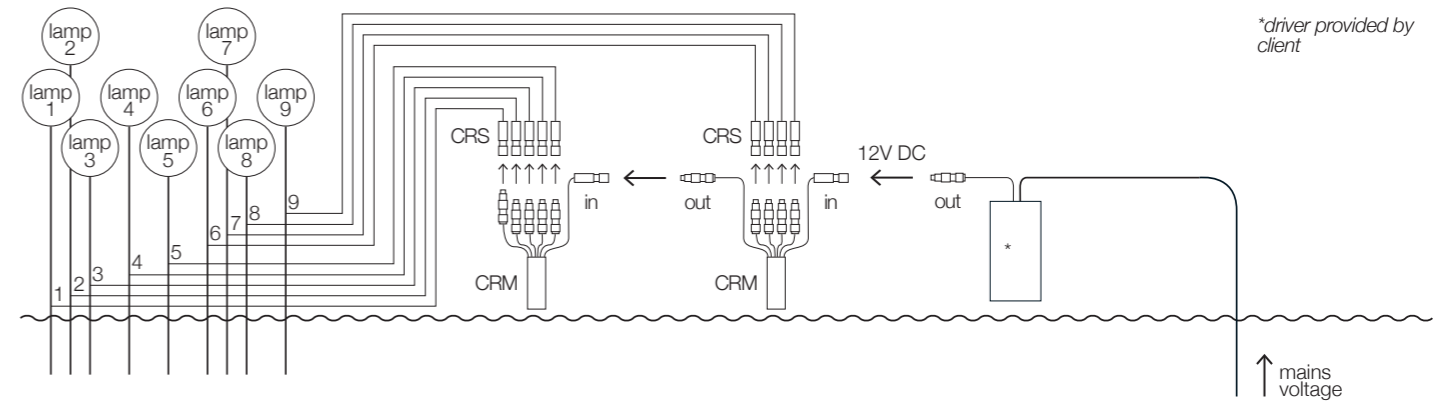 lamp
2
lamp
7
*driver provided by
client
lamp
1
lamp
4
lamp
6
lamp
9
lamp
3
lamp
5
lamp
8
CRS
CRS
12V DC
in
out
in
out
9
8
7
6
5
4
3
2
1
*
CRM
CRM
mains
voltage